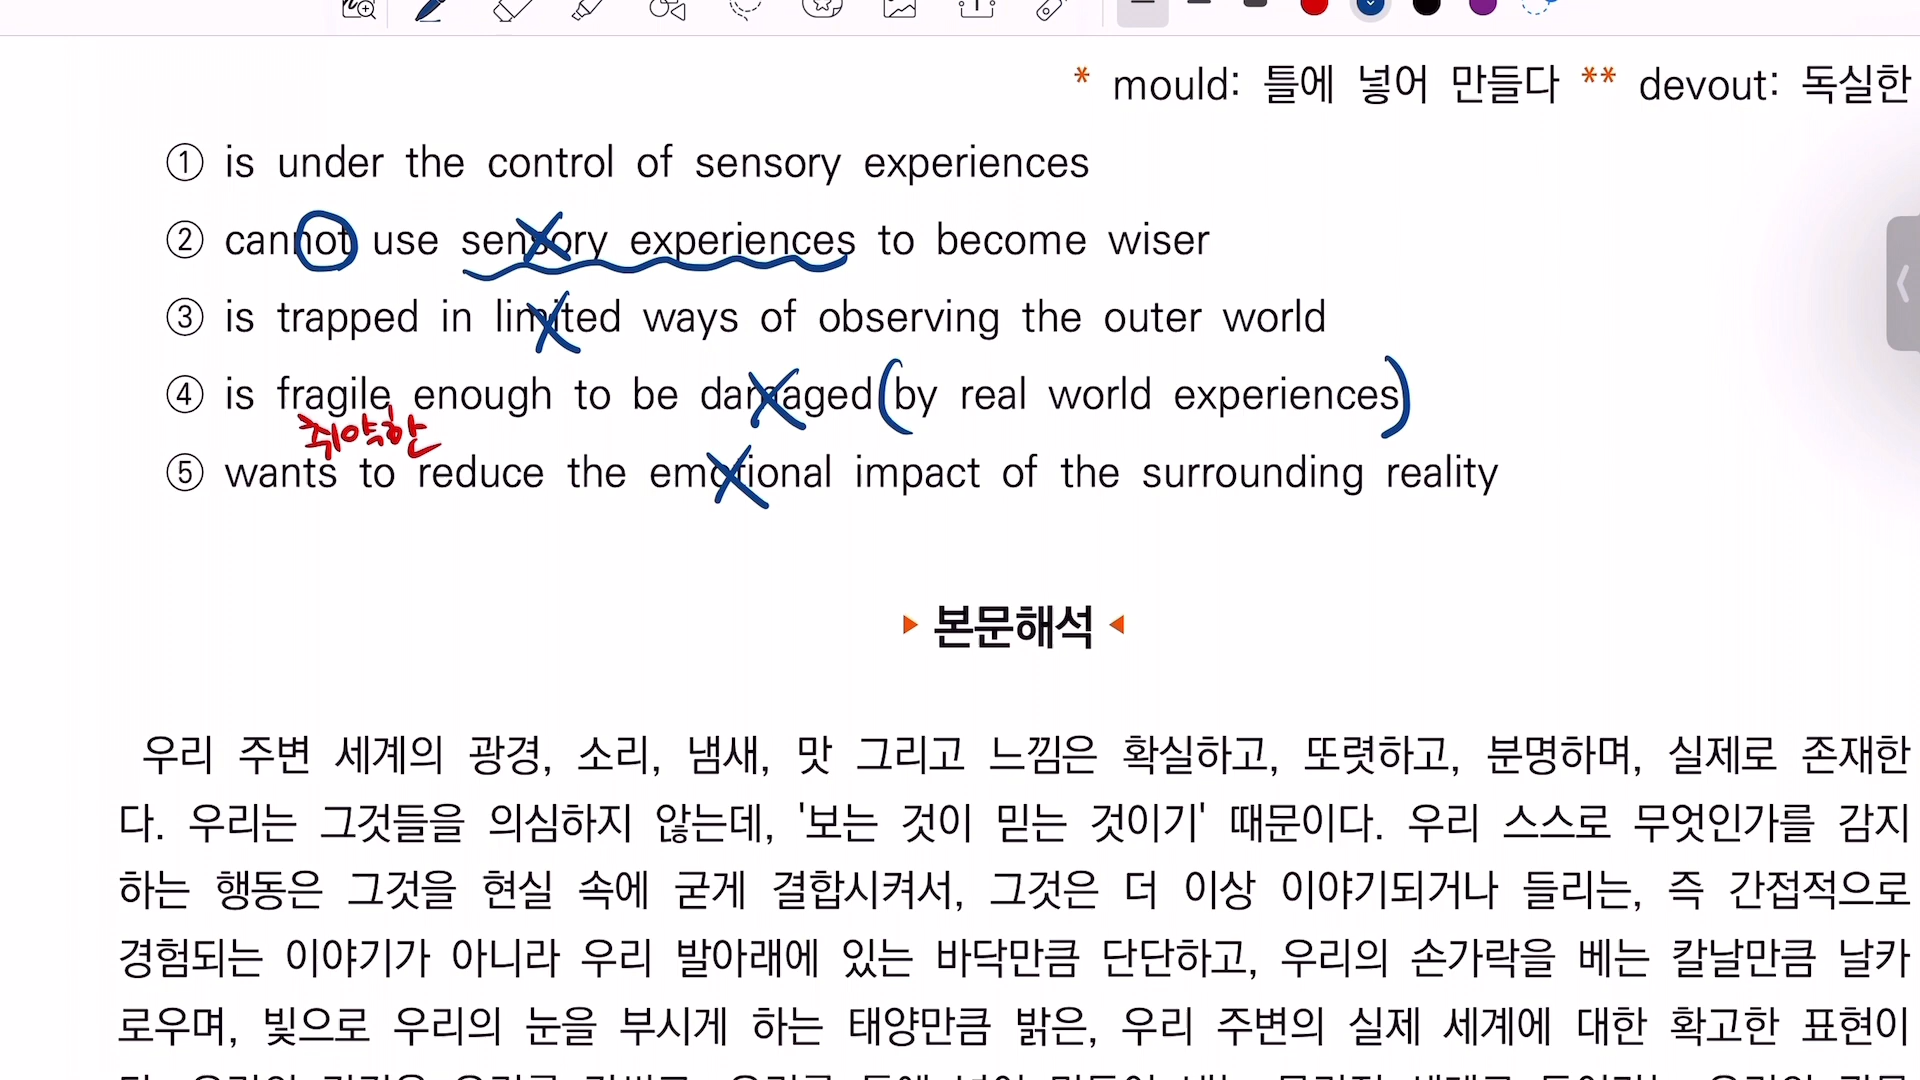 * mould: 틀에 넣어 만들다 ** devout: 독실한
① is under the control of sensory experiences
② cannot use sensory experiences to become wiser
③ is trapped in limited ways of observing the outer world
④ is fragile enough to be damaged (by real world experiences)
취약한
⑤ wants to reduce the emotional impact of the surrounding reality
▶ 본문해석 ◀
우리 주변 세계의 광경, 소리, 냄새, 맛 그리고 느낌은 확실하고, 또렷하고, 분명하며, 실제로 존재한
다. 우리는 그것들을 의심하지 않는데, '보는 것이 믿는 것이기' 때문이다. 우리 스스로 무엇인가를 감지
하는 행동은 그것을 현실 속에 굳게 결합시켜서, 그것은 더 이상 이야기되거나 들리는, 즉 간접적으로
경험되는 이야기가 아니라 우리 발아래에 있는 바닥만큼 단단하고, 우리의 손가락을 베는 칼날만큼 날카
로우며, 빛으로 우리의 눈을 부시게 하는 태양만큼 밝은, 우리 주변의 실제 세계에 대한 확고한 표현이